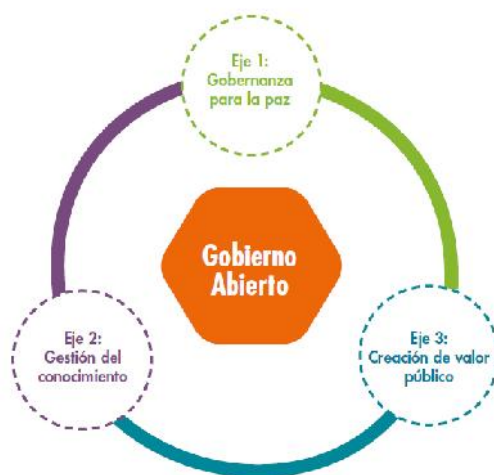 Eje 1:
Gobernanza
para la paz
Gobierno
Abierto
Eje 2:
Gestión del
conocimiento
Eje 3:
Creación de valor
público